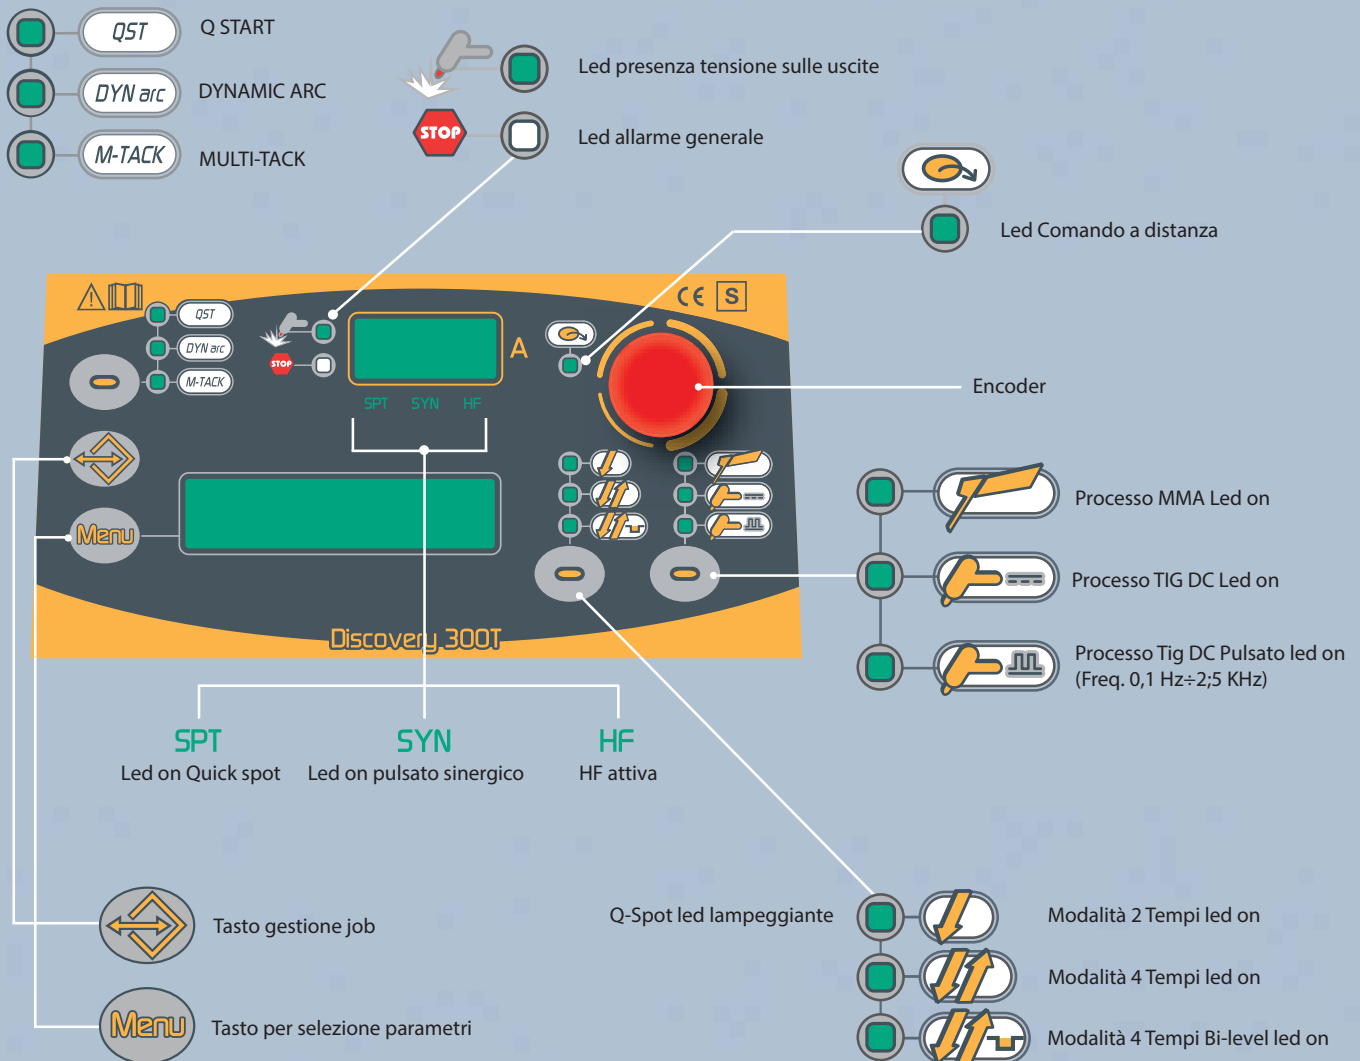 QST Q START
DYN arc DYNAMIC ARC
M-TACK MULTI-TACK
Led presenza tensione sulle uscite
STOP Led allarme generale
Led Comando a distanza
QST
DYN arc
M-TACK
STOP
A
CE S
SPT SYN HF
Menu
Discovery 300T
Encoder
Processo MMA Led on
Processo TIG DC Led on
Processo Tig DC Pulsato led on
(Freq. 0,1 Hz÷2;5 KHz)
SPT SYN HF
Led on Quick spot Led on pulsato sinergico HF attiva
Tasto gestione job
Menu Tasto per selezione parametri
Q-Spot led lampeggiante Modalità 2 Tempi led on
Modalità 4 Tempi led on
Modalità 4 Tempi Bi-level led on